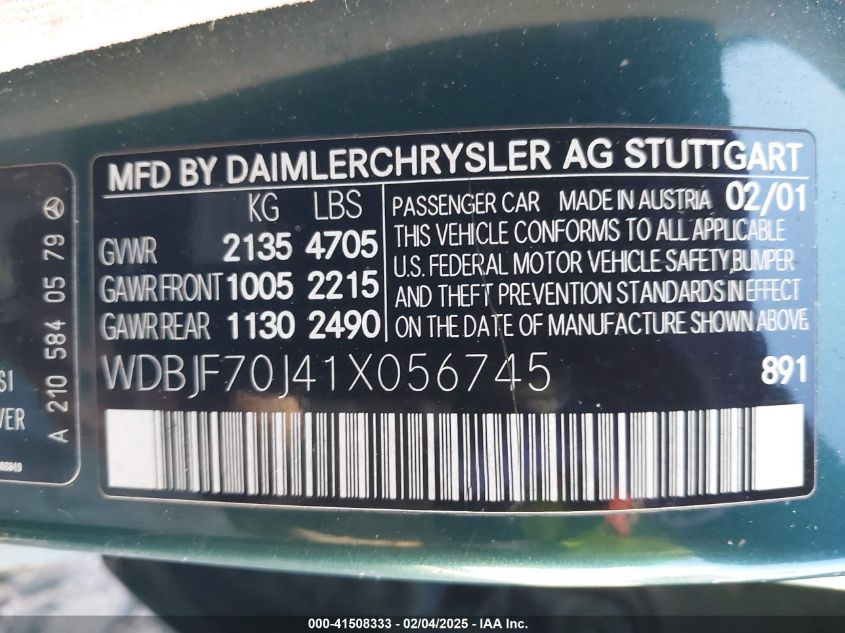 MFD BY DAIMLERCHRYSLER AG STUTTGART
KG LBS
GVWR 2135 4705
GAWR FRONT 1005 2215
GAWR REAR 1130 2490
PASSENGER CAR MADE IN AUSTRIA 02/01
THIS VEHICLE CONFORMS TO ALL APPLICABLE
U.S. FEDERAL MOTOR VEHICLE SAFETY, BUMPER
AND THEFT PREVENTION STANDARDS IN EFFECT
ON THE DATE OF MANUFACTURE SHOWN ABOVE.
WDBJF70J41X056745 891
A 210 584 05 79
SI
VER
000-41508333 / 02/04/2025 - IAA Inc.